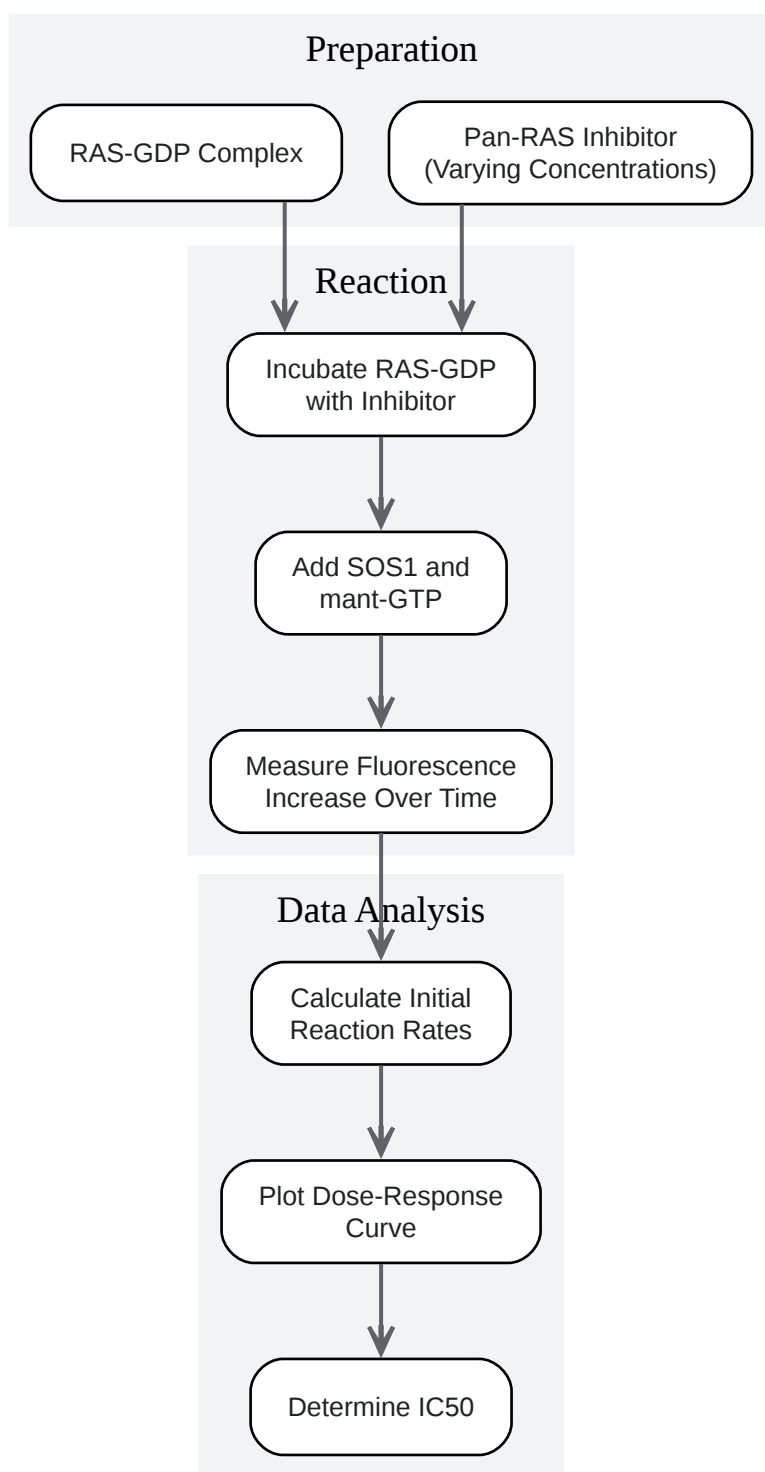 Preparation
RAS-GDP Complex
Pan-RAS Inhibitor
(Varying Concentrations)
Reaction
Incubate RAS-GDP
with Inhibitor
Add SOS1 and
mant-GTP
Measure Fluorescence
Increase Over Time
Data Analysis
Calculate Initial
Reaction Rates
Plot Dose-Response
Curve
Determine IC50